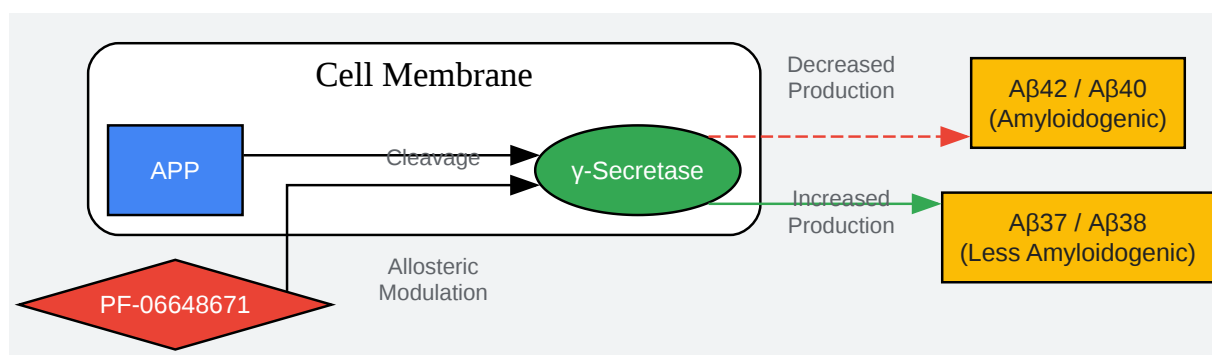 Cell Membrane
APP
Cleavage
γ-Secretase
Decreased
Production
Aβ42 / Aβ40
(Amyloidogenic)
Increased
Production
Aβ37 / Aβ38
(Less Amyloidogenic)
Allosteric
Modulation
PF-06648671